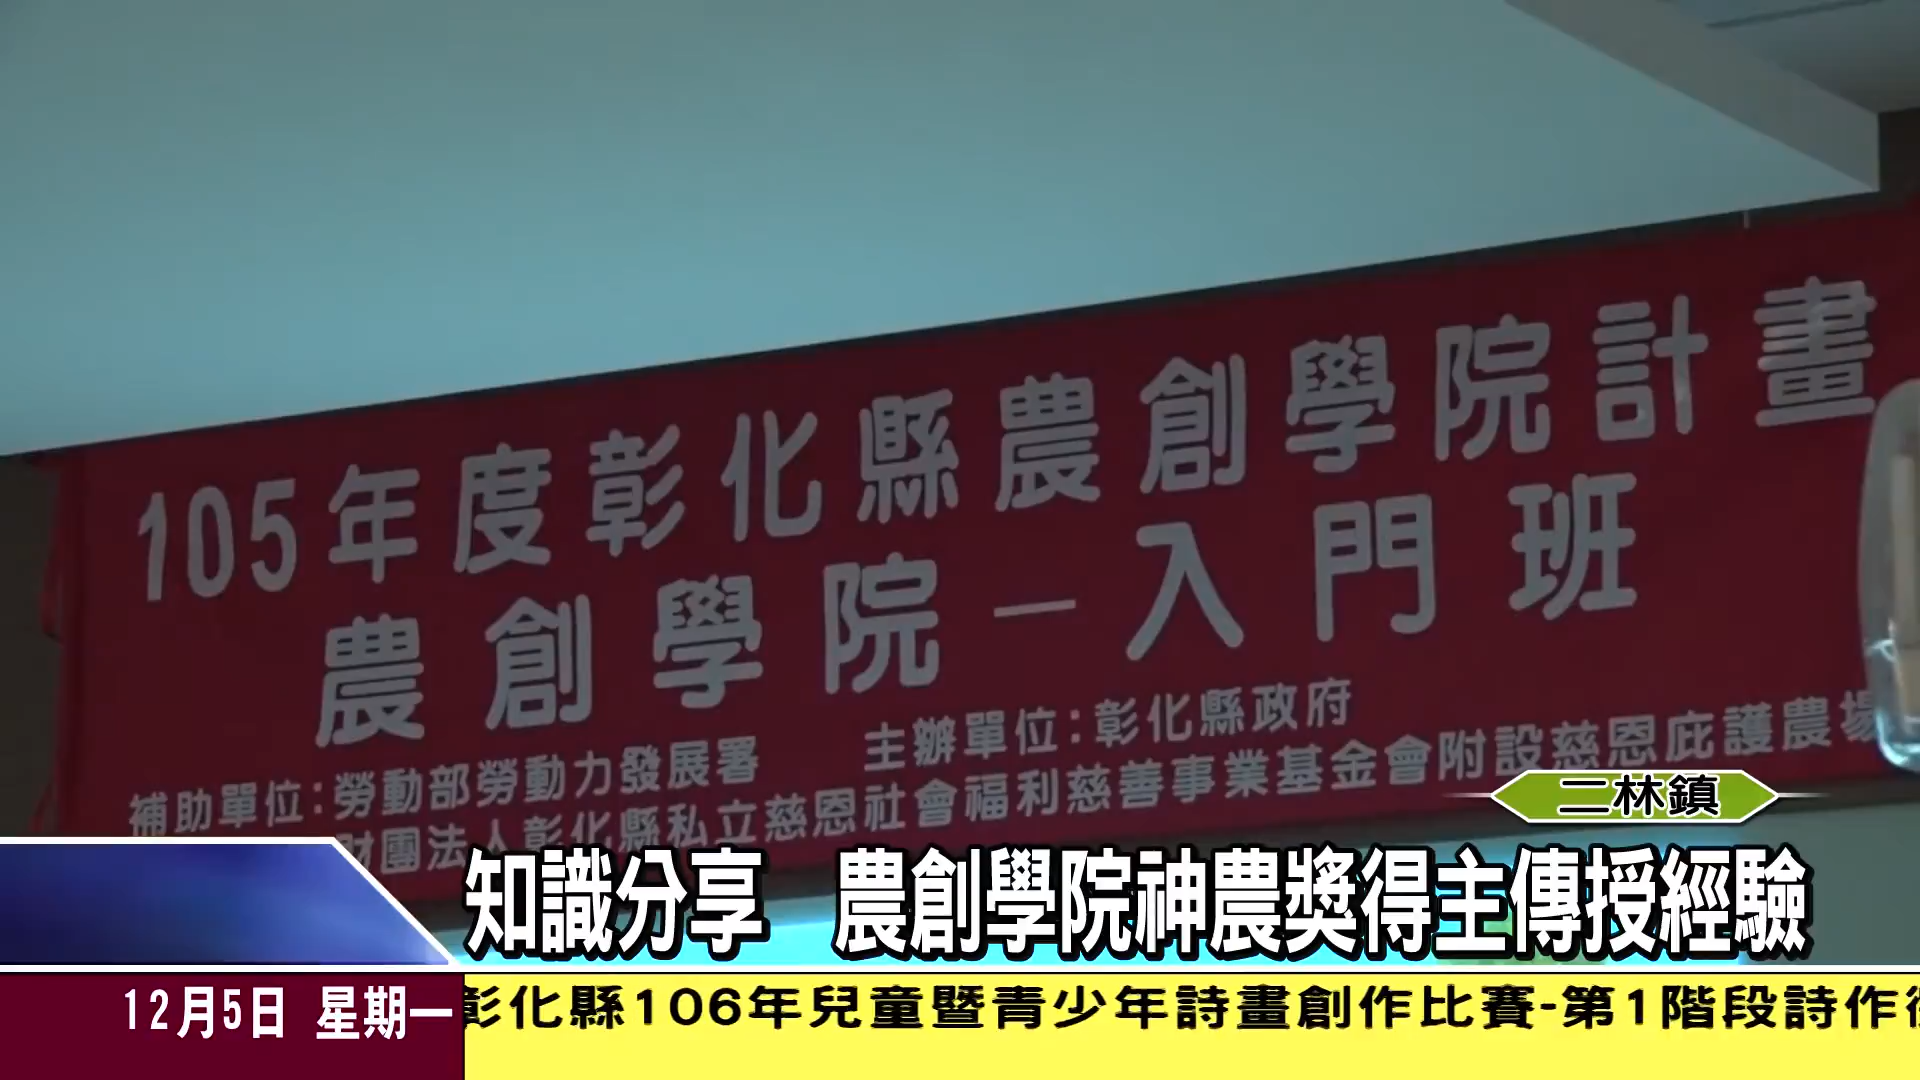 105年度彰化縣農創學院計畫
農創學院–入門班
補助單位:勞動部勞動力發展署 主辦單位:彰化縣政府
財團法人彰化縣私立慈恩社會福利慈善事業基金會附設慈恩庇護農場
二林鎮
知識分享 農創學院神農獎得主傳授經驗
12月5日 星期一
彰化縣106年兒童暨青少年詩畫創作比賽-第1階段詩作